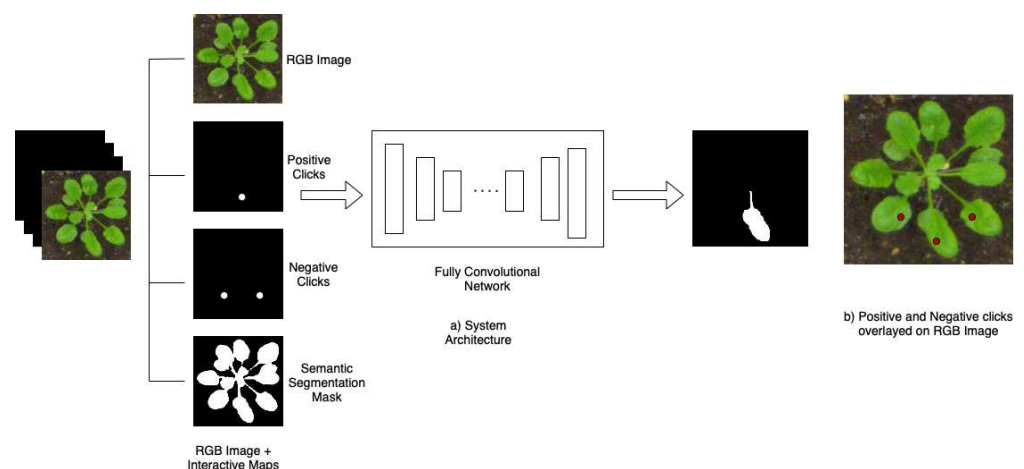 RGB Image
Positive
Clicks
Negative
Clicks
Semantic
Segmentation
Mask
RGB Image +
Interactive Maps
Fully Convolutional
Network
a) System
Architecture
b) Positive and Negative clicks
overlayed on RGB Image